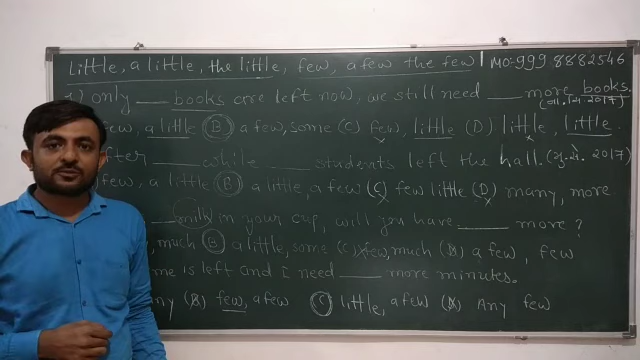 Little, a little, the little, few, a few the few | MO:999 8882546
only ___ books are left now, we still need ___ more books.
few, a little (B) a few, some (C) few, little (D) little, little
after ___ while ___ students left the hall.
few, a little (B) a little, a few (C) few little (D) many, more
___ milk in your cup, will you have ___ more?
much (B) a little, some (C) few, much (D) a few, few
me is left and I need ___ more minutes.
ny (B) few, a few (C) little, a few (D) Any few